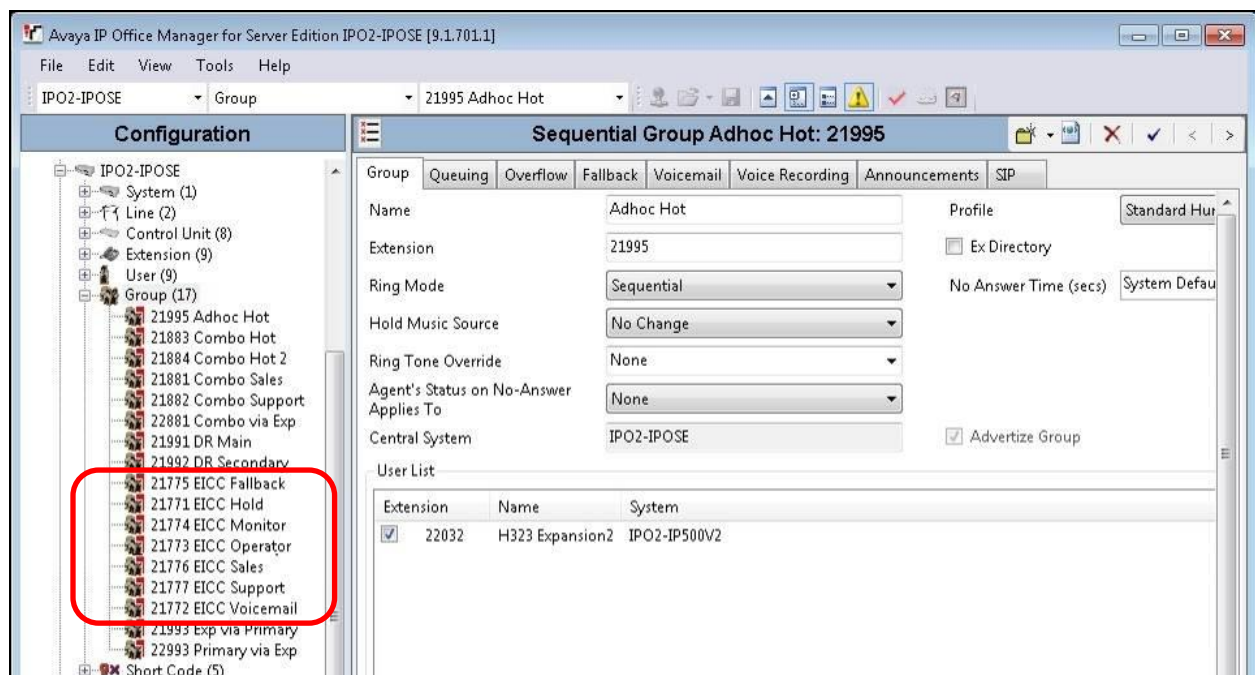 Avaya IP Office Manager for Server Edition IPO2-IPOSE [9.1.701.1]
File Edit View Tools Help
IPO2-IPOSE Group 21995 Adhoc Hot
Configuration
IPO2-IPOSE
System (1)
Line (2)
Control Unit (8)
Extension (9)
User (9)
Group (17)
21995 Adhoc Hot
21883 Combo Hot
21884 Combo Hot 2
21881 Combo Sales
21882 Combo Support
22881 Combo via Exp
21991 DR Main
21992 DR Secondary
21775 EICC Fallback
21771 EICC Hold
21774 EICC Monitor
21773 EICC Operator
21776 EICC Sales
21777 EICC Support
21772 EICC Voicemail
21993 Exp via Primary
22993 Primary via Exp
Short Code (5)
Sequential Group Adhoc Hot: 21995
Group Queuing Overflow Fallback Voicemail Voice Recording Announcements SIP
Name Adhoc Hot Profile Standard Hur
Extension 21995 Ex Directory
Ring Mode Sequential No Answer Time (secs) System Defau
Hold Music Source No Change
Ring Tone Override None
Agent's Status on No-Answer
Applies To None
Central System IPO2-IPOSE Advertize Group
User List
Extension Name System
22032 H323 Expansion2 IPO2-IP500V2